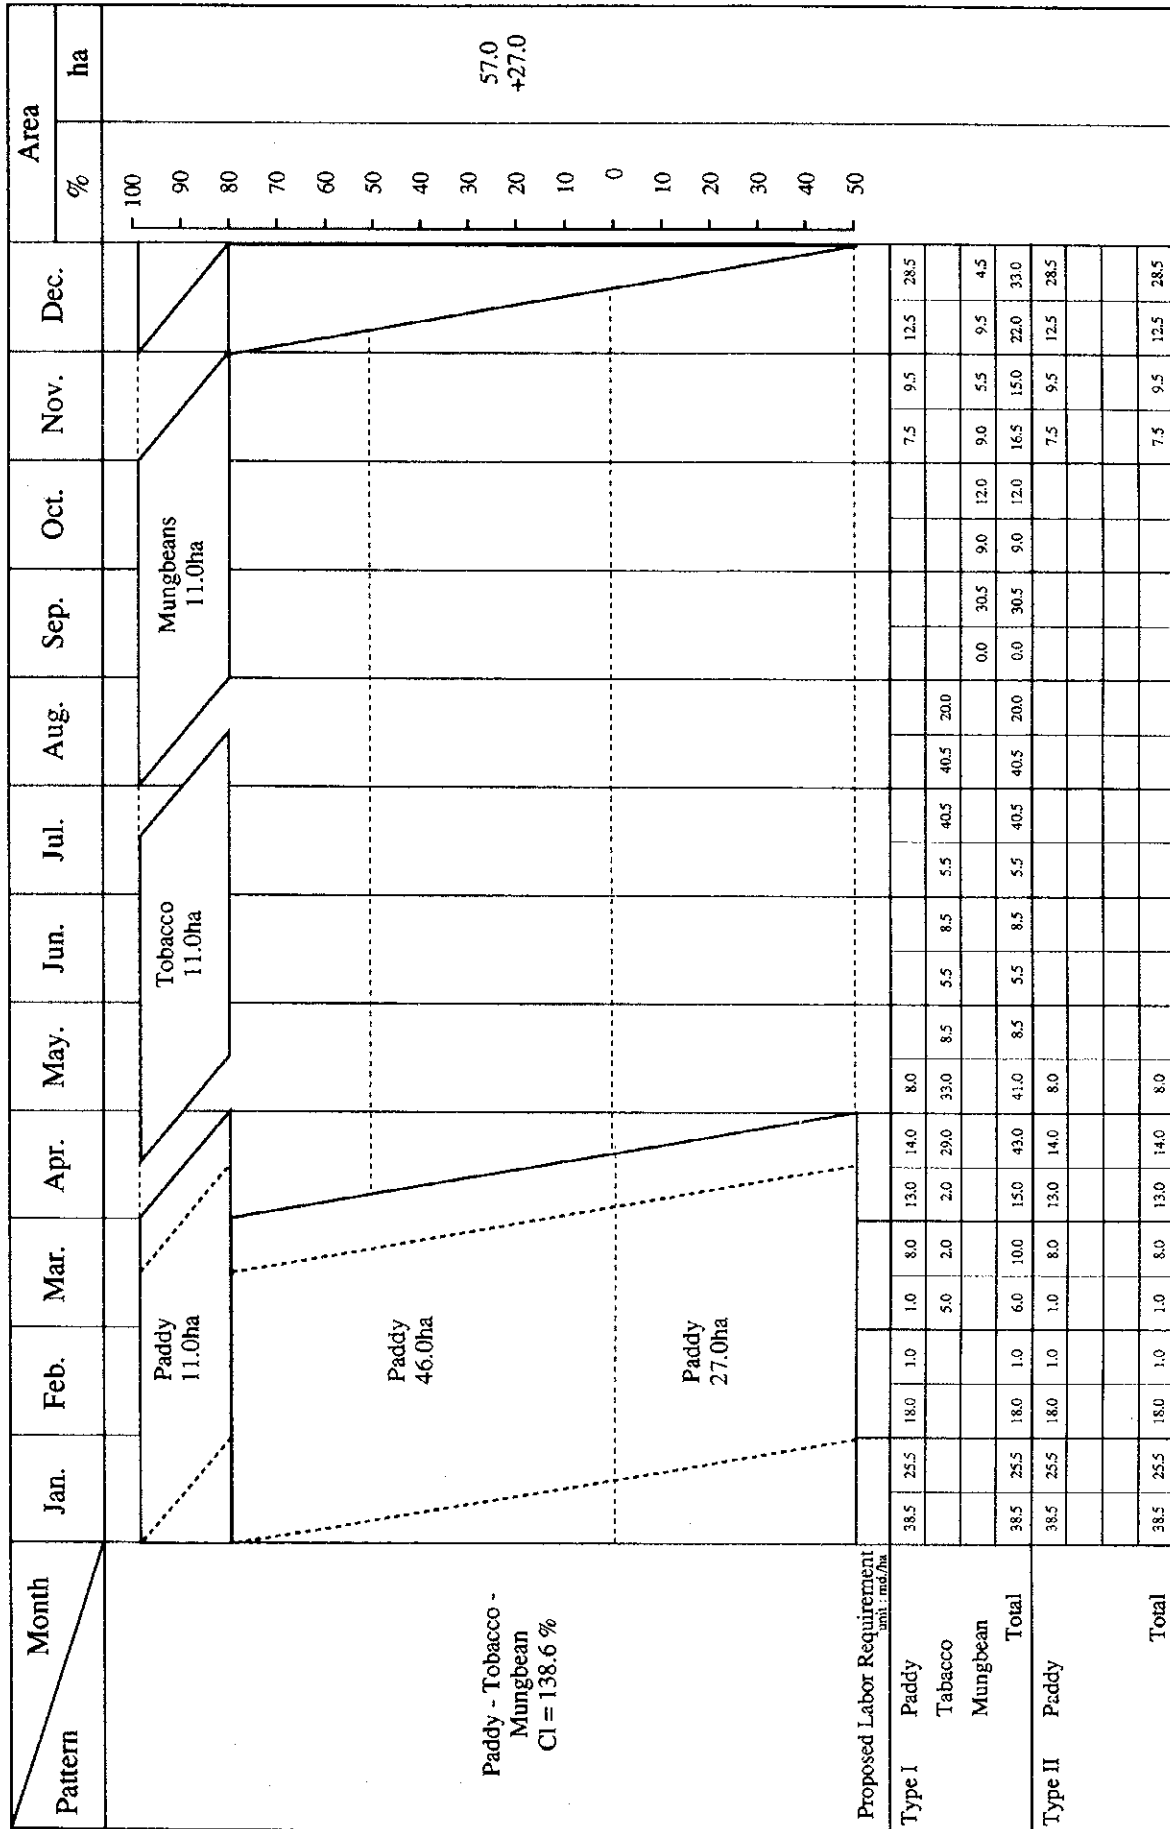 Month
Pattern
Jan. Feb. Mar. Apr. May. Jun. Jul. Aug. Sep. Oct. Nov. Dec.
Area
% ha
Paddy
11.0ha
Tobacco
11.0ha
Mungbeans
11.0ha
100
90
80
70
60
50
40
30
20
10
0
10
20
30
40
50
Paddy - Tobacco -
Mungbean
CI = 138.6 %
Paddy
46.0ha
Paddy
27.0ha
57.0
+27.0
Proposed Labor Requirement
unit : md./ha
Type I Paddy 38.5 25.5 18.0 1.0 1.0 8.0 13.0 14.0 8.0 7.5 9.5 12.5 28.5
Tabacco 5.0 2.0 2.0 29.0 33.0 8.5 5.5 8.5 5.5 40.5 40.5 20.0
Mungbean 0.0 30.5 9.0 12.0 9.0 5.5 9.5 4.5
Total 38.5 25.5 18.0 1.0 6.0 10.0 15.0 43.0 41.0 8.5 5.5 8.5 5.5 40.5 40.5 20.0 0.0 30.5 9.0 12.0 16.5 15.0 22.0 33.0
Type II Paddy 38.5 25.5 18.0 1.0 1.0 8.0 13.0 14.0 8.0 7.5 9.5 12.5 28.5
Total 38.5 25.5 18.0 1.0 1.0 8.0 13.0 14.0 8.0 7.5 9.5 12.5 28.5